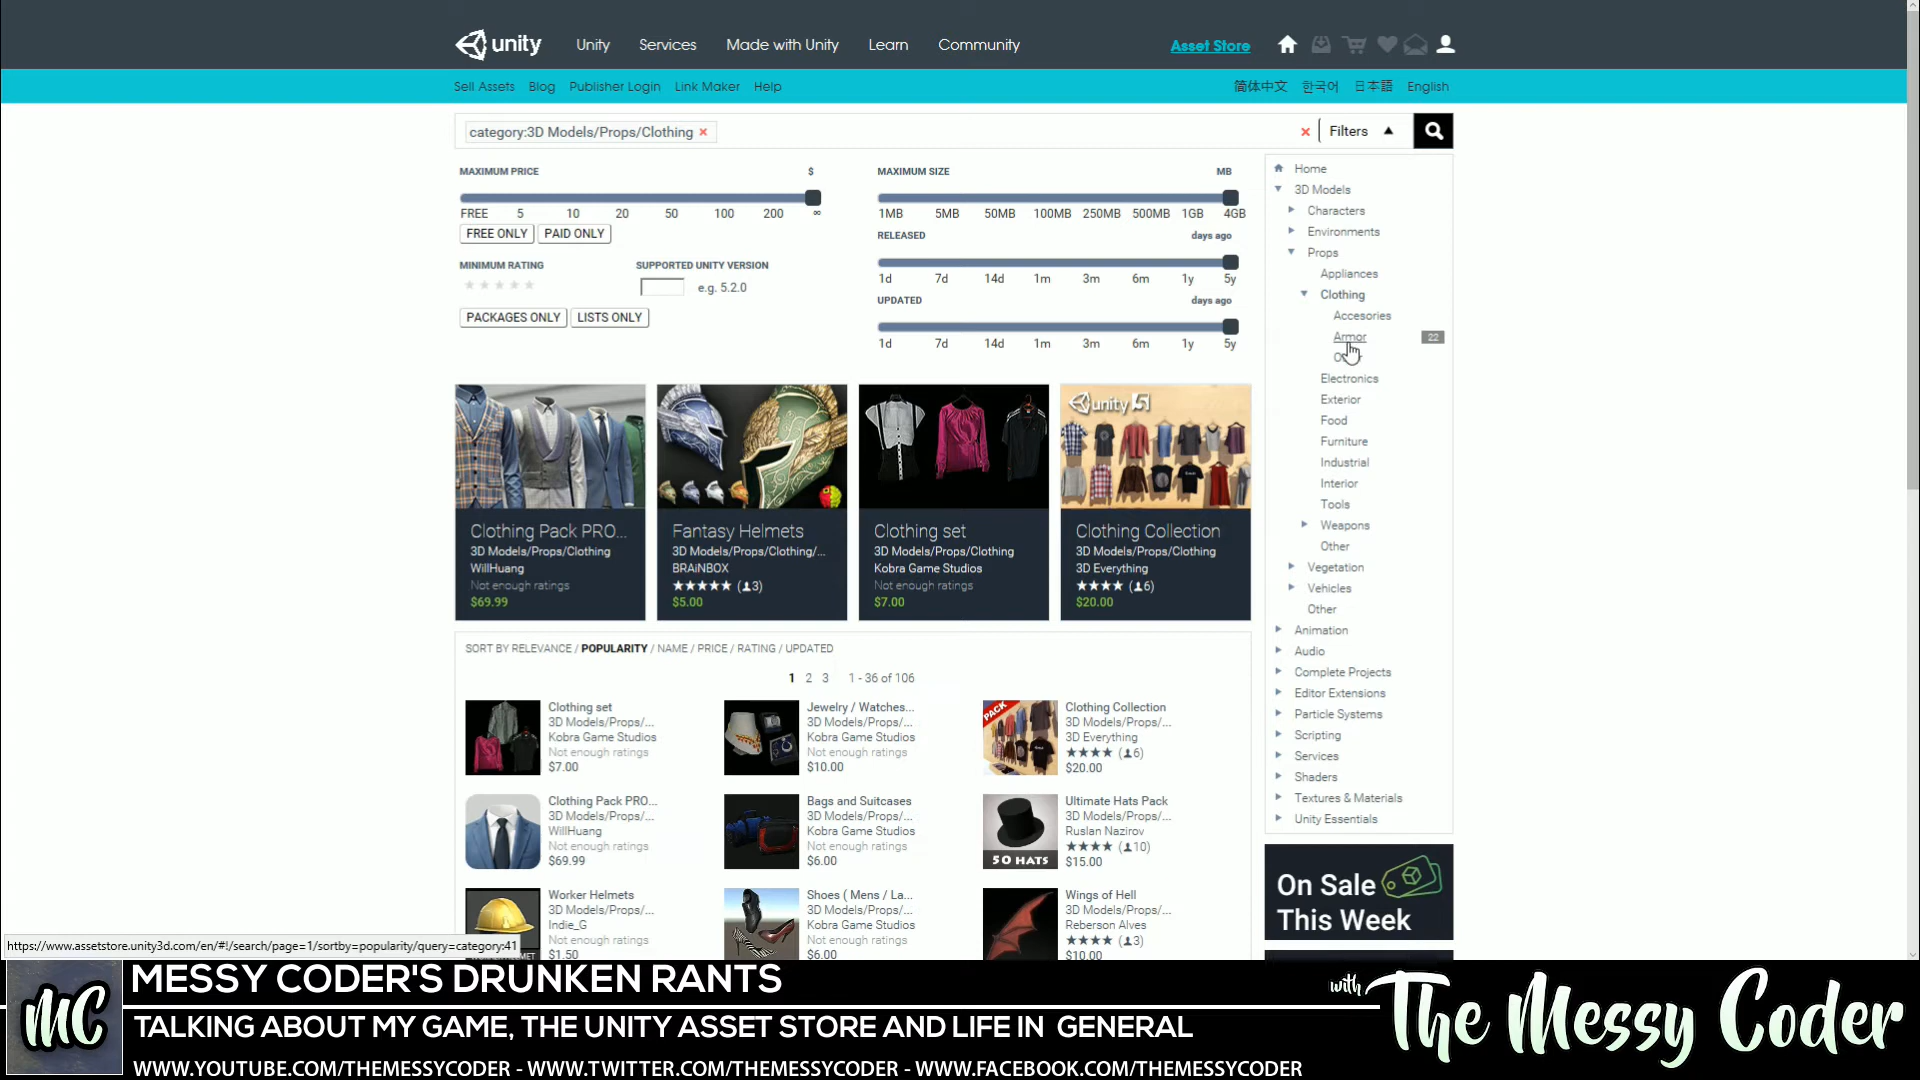 unity
Unity Services Made with Unity Learn Community Asset Store
Sell Assets Blog Publisher Login Link Maker Help 简体中文 한국어 日本語 English
category:3D Models/Props/Clothing × × Filters
MAXIMUM PRICE $
FREE 5 10 20 50 100 200 ∞
FREE ONLY PAID ONLY
MINIMUM RATING SUPPORTED UNITY VERSION
e.g. 5.2.0
PACKAGES ONLY LISTS ONLY
MAXIMUM SIZE MB
1MB 5MB 50MB 100MB 250MB 500MB 1GB 4GB
RELEASED days ago
1d 7d 14d 1m 3m 6m 1y 5y
UPDATED days ago
1d 7d 14d 1m 3m 6m 1y 5y
Home
3D Models
Characters
Environments
Props
Appliances
Clothing
Accesories
Armor 22
Electronics
Exterior
Food
Furniture
Industrial
Interior
Tools
Weapons
Other
Vegetation
Vehicles
Other
Animation
Audio
Complete Projects
Editor Extensions
Particle Systems
Scripting
Services
Shaders
Textures & Materials
Unity Essentials
On Sale
This Week
Clothing Pack PRO...
3D Models/Props/Clothing
WillHuang
Not enough ratings
$69.99
Fantasy Helmets
3D Models/Props/Clothing/...
BRAiNBOX
★★★★★ (3)
$5.00
Clothing set
3D Models/Props/Clothing
Kobra Game Studios
Not enough ratings
$7.00
unity 5
Clothing Collection
3D Models/Props/Clothing
3D Everything
★★★★ (6)
$20.00
SORT BY RELEVANCE / POPULARITY / NAME / PRICE / RATING / UPDATED
1 2 3 1 - 36 of 106
Clothing set
3D Models/Props/...
Kobra Game Studios
Not enough ratings
$7.00
Jewelry / Watches...
3D Models/Props/...
Kobra Game Studios
Not enough ratings
$10.00
PACK
Clothing Collection
3D Models/Props/...
3D Everything
★★★★ (6)
$20.00
Clothing Pack PRO...
3D Models/Props/...
WillHuang
Not enough ratings
$69.99
Bags and Suitcases
3D Models/Props/...
Kobra Game Studios
Not enough ratings
$6.00
50 HATS
Ultimate Hats Pack
3D Models/Props/...
Ruslan Nazirov
★★★★ (10)
$15.00
Worker Helmets
3D Models/Props/...
Indie_G
Not enough ratings
$1.50
Shoes ( Mens / La...
3D Models/Props/...
Kobra Game Studios
Not enough ratings
$6.00
Wings of Hell
3D Models/Props/...
Reberson Alves
★★★★ (3)
$10.00
https://www.assetstore.unity3d.com/en/#!/search/page=1/sortby=popularity/query=category:41
MC
MESSY CODER'S DRUNKEN RANTS
TALKING ABOUT MY GAME, THE UNITY ASSET STORE AND LIFE IN GENERAL
WWW.YOUTUBE.COM/THEMESSYCODER - WWW.TWITTER.COM/THEMESSYCODER - WWW.FACEBOOK.COM/THEMESSYCODER
with The Messy Coder